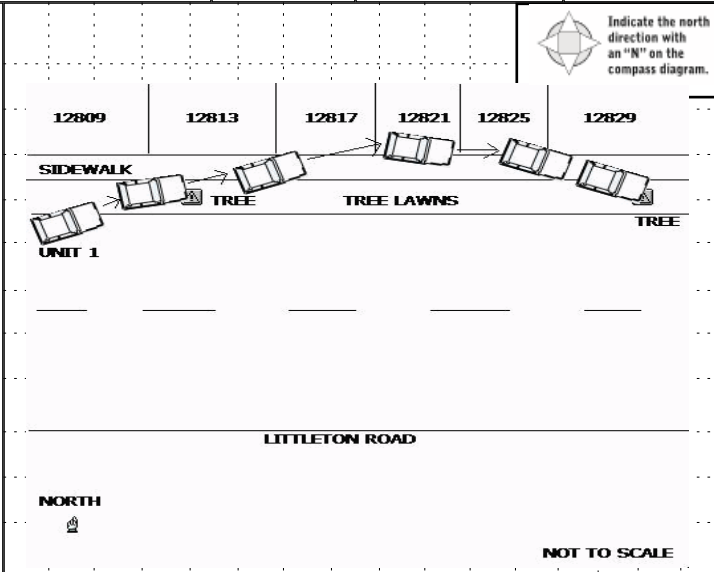 Indicate the north
direction with
an "N" on the
compass diagram.
12809 12813 12817 12821 12825 12829
SIDEWALK
TREE TREE LAWNS
TREE
UNIT 1
LITTLETON ROAD
NORTH
NOT TO SCALE